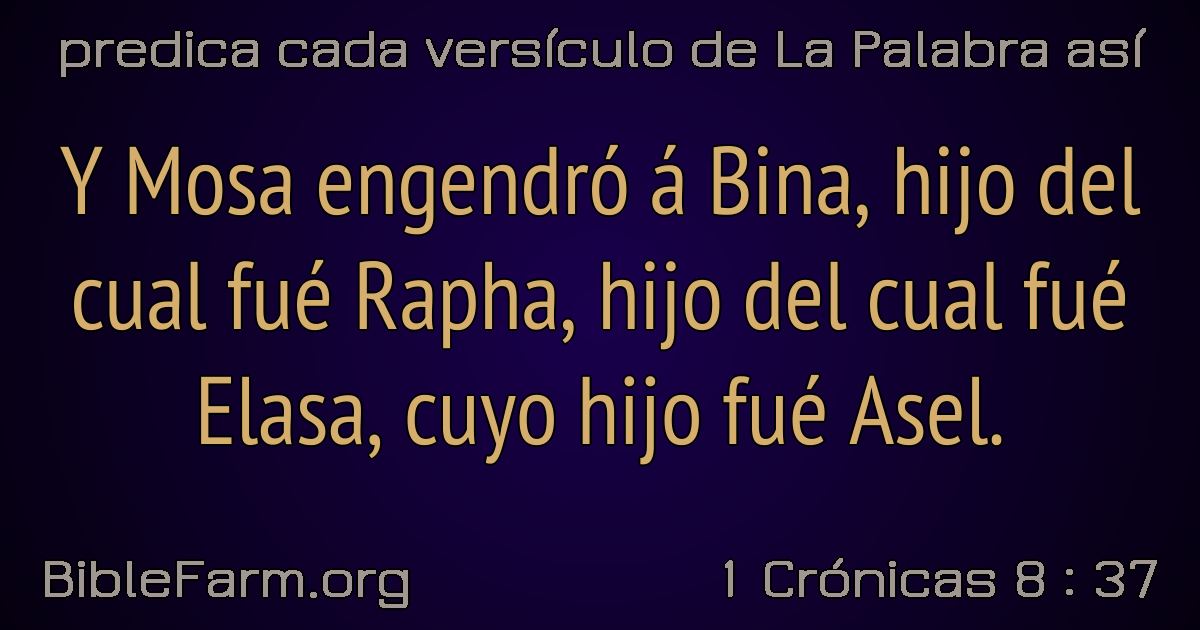 predica cada versículo de La Palabra así
Y Mosa engendró á Bina, hijo del
cual fué Rapha, hijo del cual fué
Elasa, cuyo hijo fué Asel.
BibleFarm.org
1 Crónicas 8 : 37